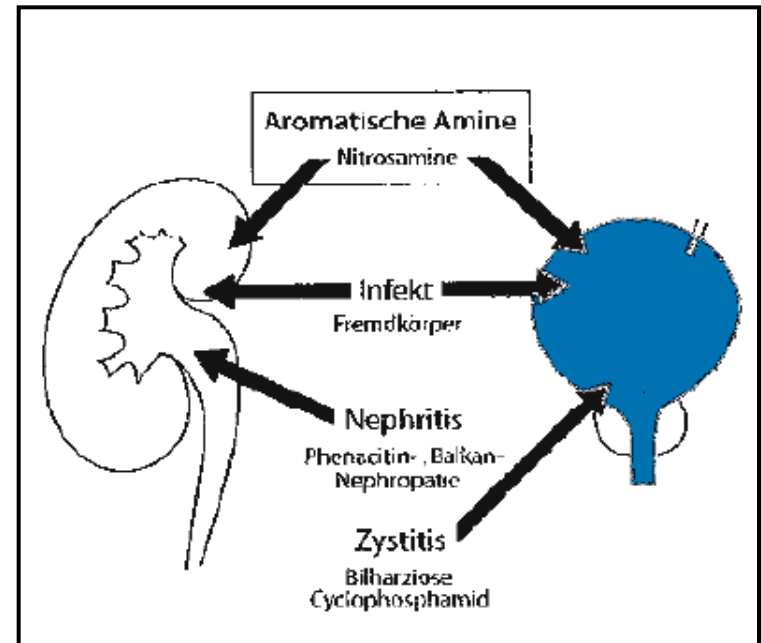 Aromatische Amine
Nitrosamine
Infekt
Fremdkörper
Nephritis
Phenacitin-, Balkan-
Nephropatie
Zystitis
Bilharziose
Cyclophosphamid